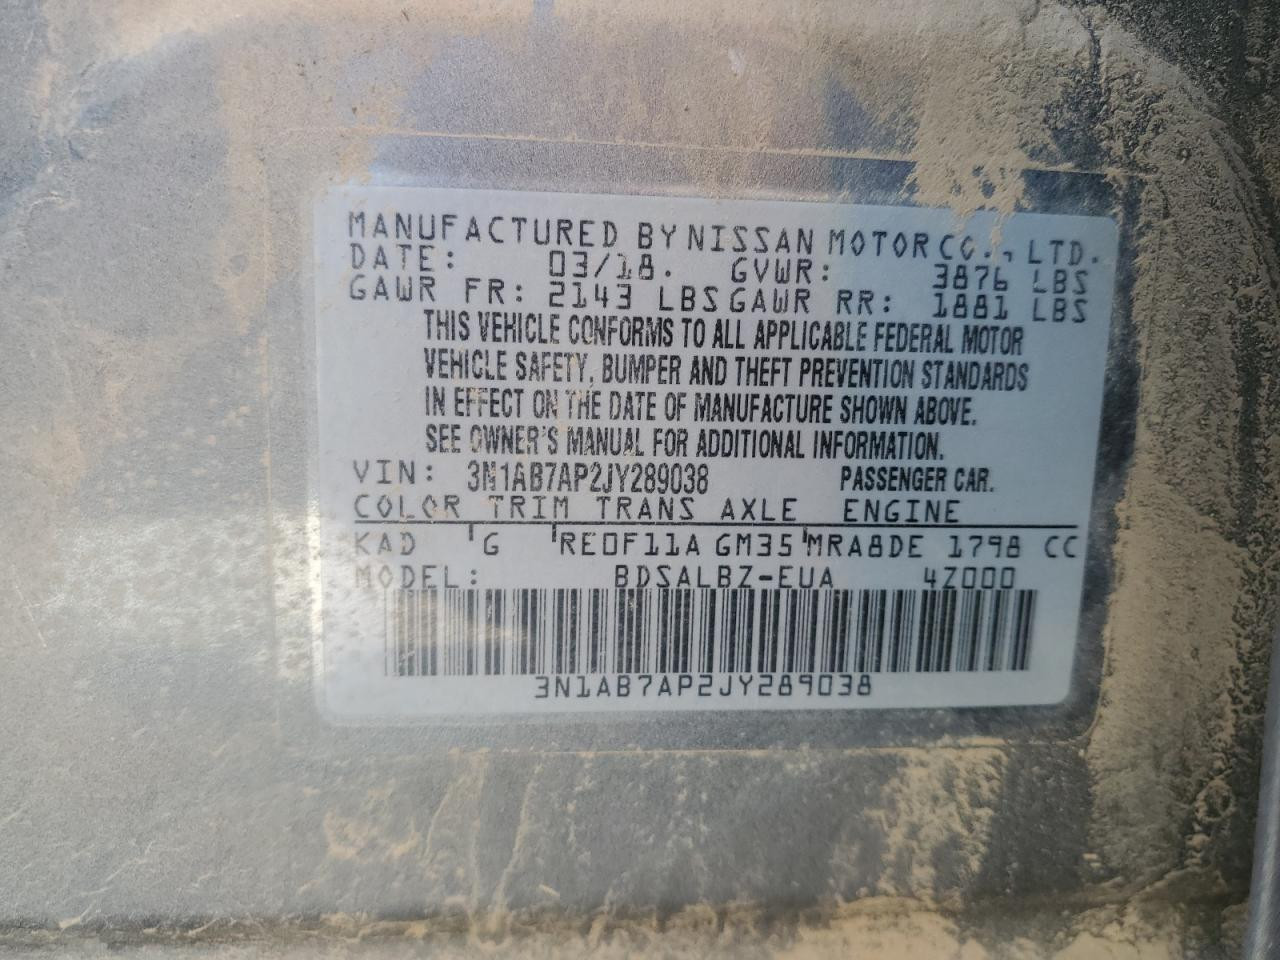 MANUFACTURED BY NISSAN MOTOR CO., LTD.
DATE: 03/18. GVWR: 3876 LBS
GAWR FR: 2143 LBS GAWR RR: 1881 LBS
THIS VEHICLE CONFORMS TO ALL APPLICABLE FEDERAL MOTOR
VEHICLE SAFETY, BUMPER AND THEFT PREVENTION STANDARDS
IN EFFECT ON THE DATE OF MANUFACTURE SHOWN ABOVE.
SEE OWNER'S MANUAL FOR ADDITIONAL INFORMATION.
VIN: 3N1AB7AP2JY289038 PASSENGER CAR.
COLOR TRIM TRANS AXLE ENGINE
KAD G RE0F11A GM35 MRA8DE 1798 CC
MODEL: BDSALBZ-EUA 4Z000
3N1AB7AP2JY289038